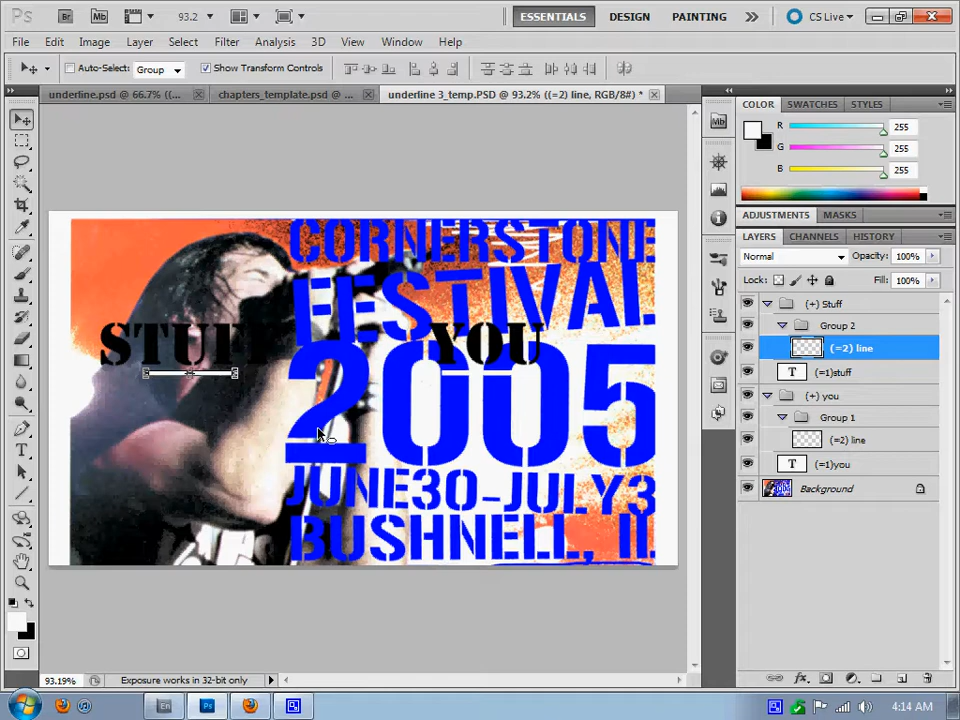 Ps Br Mb 93.2 ESSENTIALS DESIGN PAINTING CS Live
File Edit Image Layer Select Filter Analysis 3D View Window Help
Auto-Select: Group Show Transform Controls
underline.psd @ 66.7% ((... chapters_template.psd @ ... underline 3_temp.PSD @ 93.2% ((=2) line, RGB/8#) *
COLOR SWATCHES STYLES
R 255
G 255
B 255
ADJUSTMENTS MASKS
LAYERS CHANNELS HISTORY
Normal Opacity: 100%
Lock: Fill: 100%
(+) Stuff
Group 2
(=2) line
T (=1)stuff
(+) you
Group 1
(=2) line
T (=1)you
Background
Mb
CORNERSTONE
FESTIVAL
STUFF YOU
2005
JUNE30-JULY3
BUSHNELL, IL
93.19% Exposure works in 32-bit only
En Ps 4:14 AM